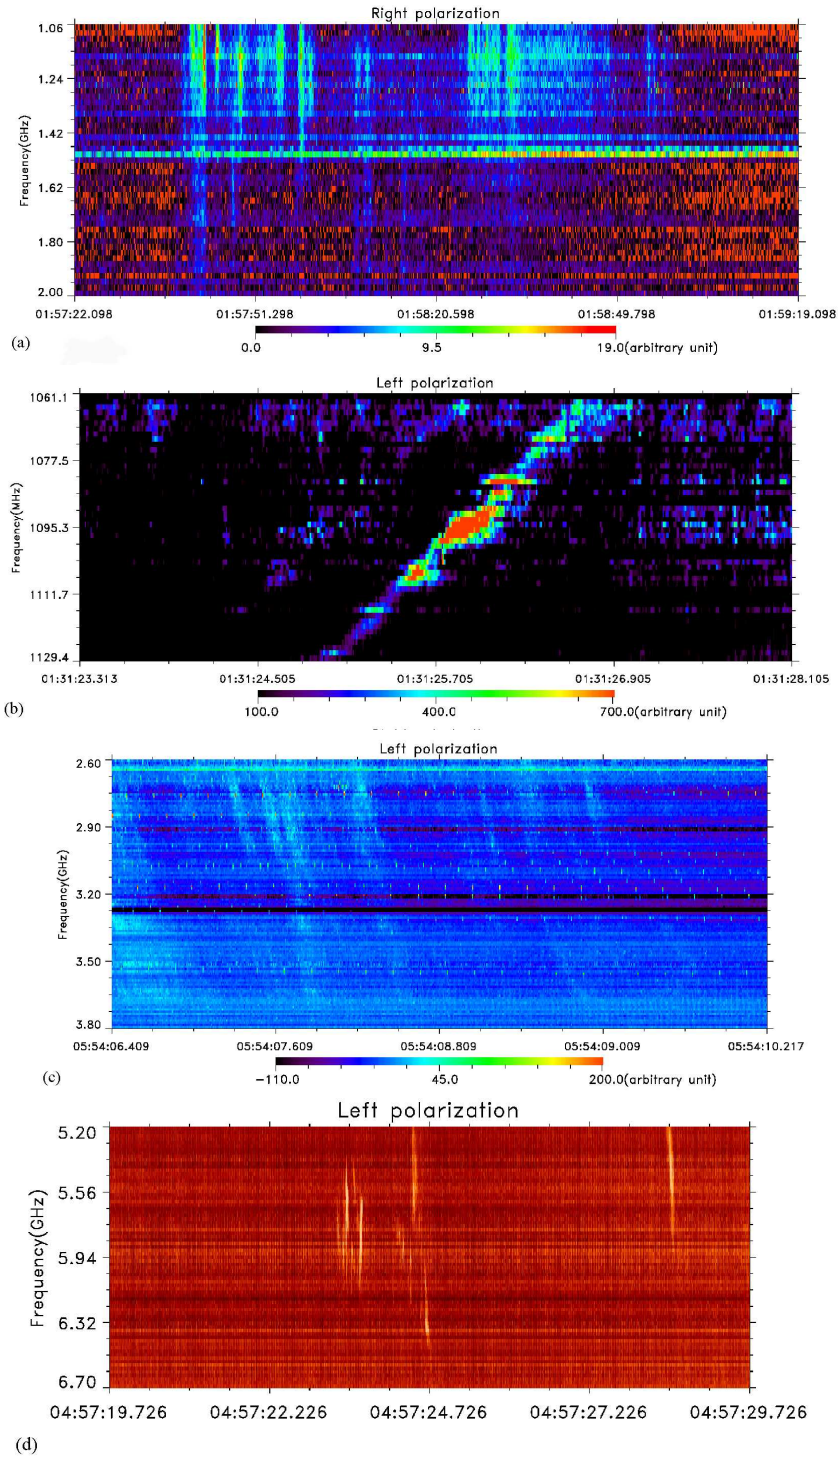 Right polarization
1.06
1.24
1.42
1.62
1.80
2.00
Frequency(GHz)
01:57:22.098 01:57:51.298 01:58:20.598 01:58:49.798 01:59:19.098
0.0 9.5 19.0(arbitrary unit)
(a)
Left polarization
1061.1
1077.5
1095.3
1111.7
1129.4
Frequency(MHz)
01:31:23.313 01:31:24.505 01:31:25.705 01:31:26.905 01:31:28.105
100.0 400.0 700.0(arbitrary unit)
(b)
Left polarization
2.60
2.90
3.20
3.50
3.80
Frequency(GHz)
05:54:06.409 05:54:07.609 05:54:08.809 05:54:09.009 05:54:10.217
−110.0 45.0 200.0(arbitrary unit)
(c)
Left polarization
5.20
5.56
5.94
6.32
6.70
Frequency(GHz)
04:57:19.726 04:57:22.226 04:57:24.726 04:57:27.226 04:57:29.726
(d)